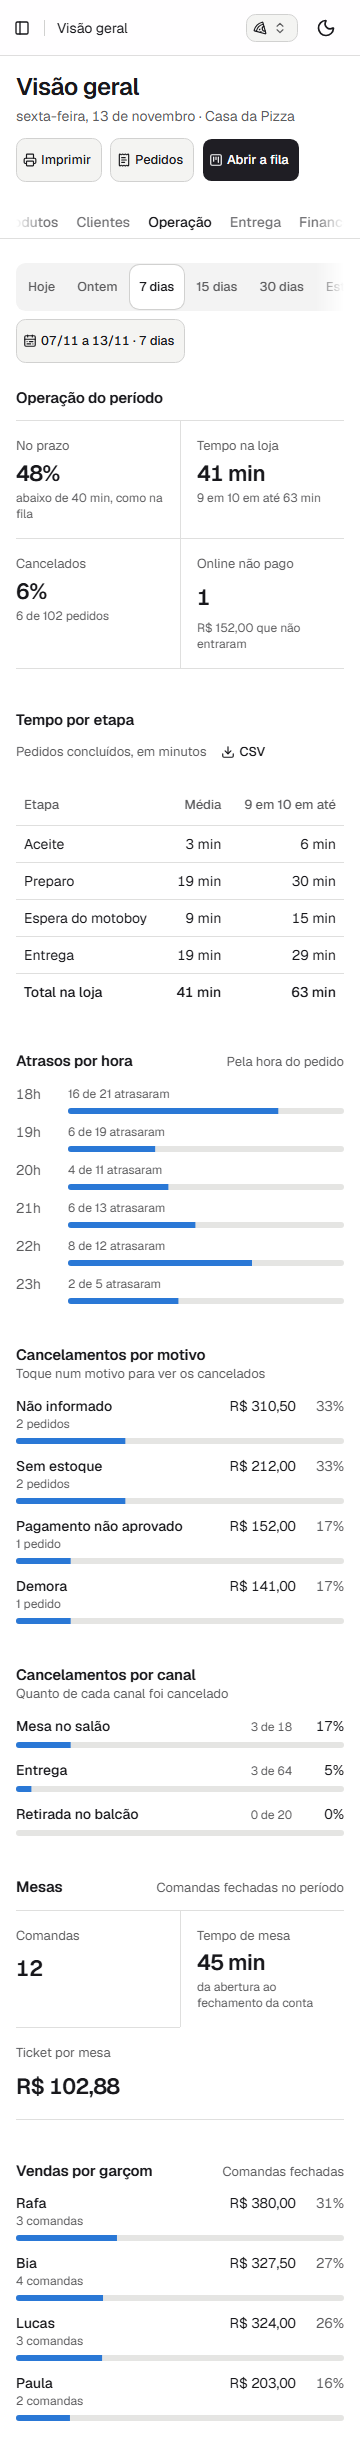 Visão geral
Visão geral
sexta-feira, 13 de novembro · Casa da Pizza
Imprimir
Pedidos
Abrir a fila
dutos Clientes Operação Entrega Financ
Hoje Ontem 7 dias 15 dias 30 dias Es
07/11 a 13/11 · 7 dias
Operação do período
No prazo
48%
abaixo de 40 min, como na
fila
Tempo na loja
41 min
9 em 10 em até 63 min
Cancelados
6%
6 de 102 pedidos
Online não pago
1
R$ 152,00 que não
entraram
Tempo por etapa
Pedidos concluídos, em minutos CSV
Etapa Média 9 em 10 em até
Aceite 3 min 6 min
Preparo 19 min 30 min
Espera do motoboy 9 min 15 min
Entrega 19 min 29 min
Total na loja 41 min 63 min
Atrasos por hora Pela hora do pedido
18h 16 de 21 atrasaram
19h 6 de 19 atrasaram
20h 4 de 11 atrasaram
21h 6 de 13 atrasaram
22h 8 de 12 atrasaram
23h 2 de 5 atrasaram
Cancelamentos por motivo
Toque num motivo para ver os cancelados
Não informado R$ 310,50 33%
2 pedidos
Sem estoque R$ 212,00 33%
2 pedidos
Pagamento não aprovado R$ 152,00 17%
1 pedido
Demora R$ 141,00 17%
1 pedido
Cancelamentos por canal
Quanto de cada canal foi cancelado
Mesa no salão 3 de 18 17%
Entrega 3 de 64 5%
Retirada no balcão 0 de 20 0%
Mesas Comandas fechadas no período
Comandas
12
Tempo de mesa
45 min
da abertura ao
fechamento da conta
Ticket por mesa
R$ 102,88
Vendas por garçom Comandas fechadas
Rafa R$ 380,00 31%
3 comandas
Bia R$ 327,50 27%
4 comandas
Lucas R$ 324,00 26%
3 comandas
Paula R$ 203,00 16%
2 comandas